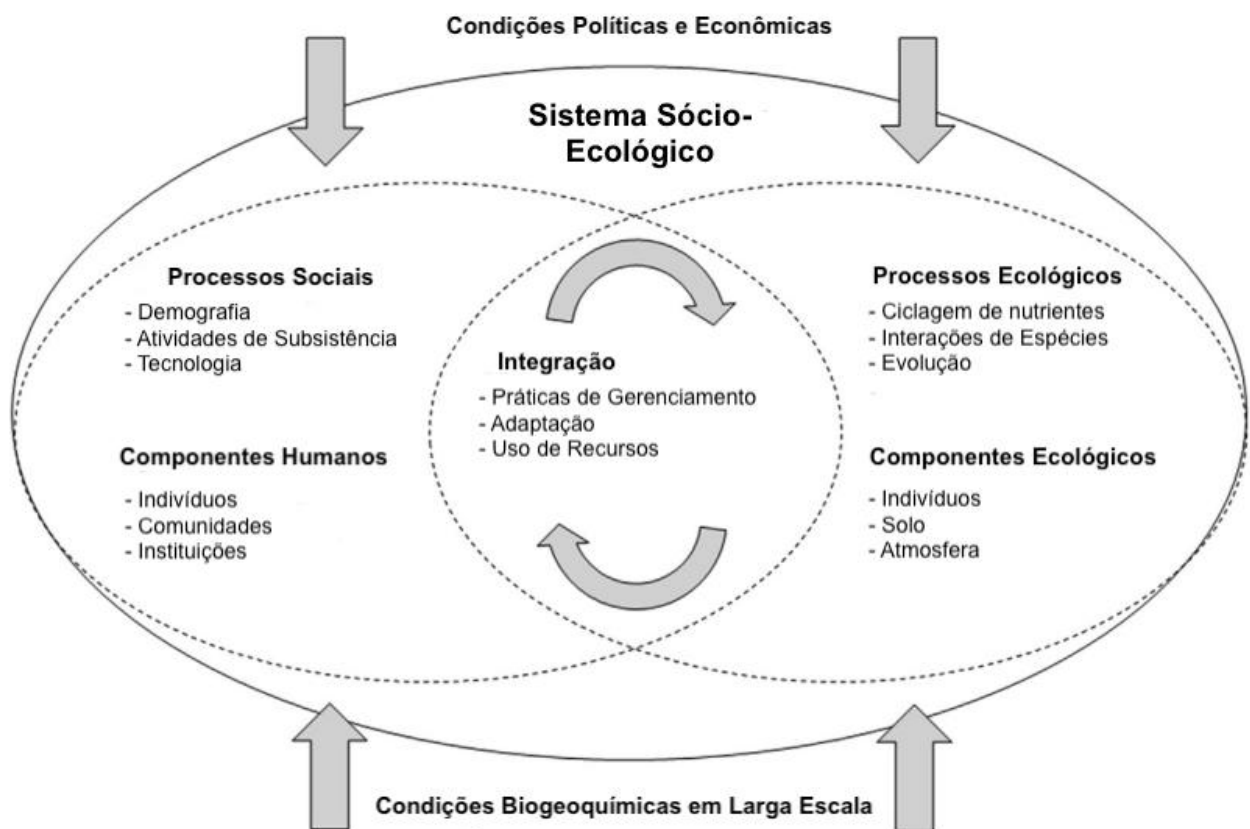 Condições Políticas e Econômicas
Sistema Sócio-
Ecológico
Processos Sociais
- Demografia
- Atividades de Subsistência
- Tecnologia
Componentes Humanos
- Indivíduos
- Comunidades
- Instituições
Integração
- Práticas de Gerenciamento
- Adaptação
- Uso de Recursos
Processos Ecológicos
- Ciclagem de nutrientes
- Interações de Espécies
- Evolução
Componentes Ecológicos
- Indivíduos
- Solo
- Atmosfera
Condições Biogeoquímicas em Larga Escala